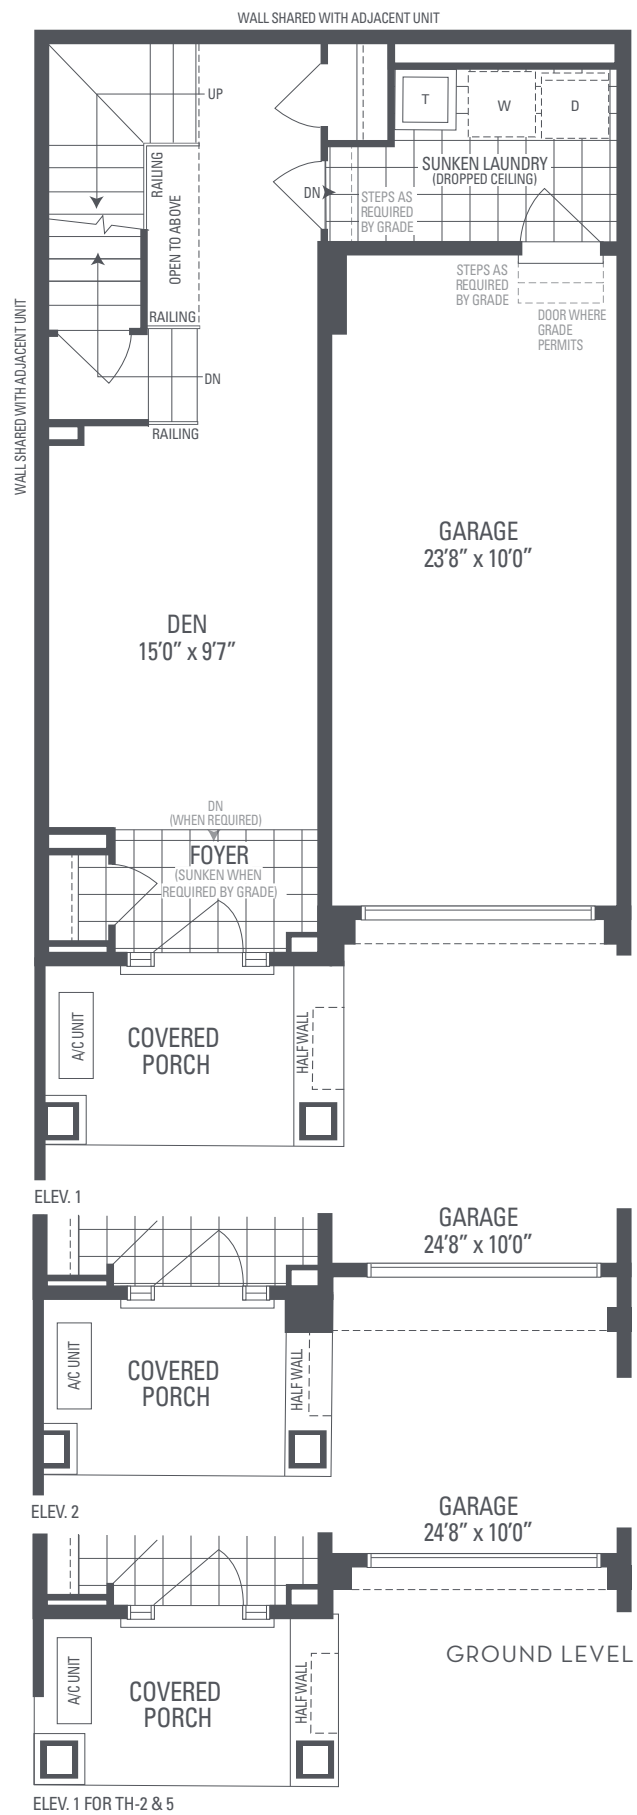 WALL SHARED WITH ADJACENT UNIT
UP
T
W
D
SUNKEN LAUNDRY
(DROPPED CEILING)
DN
STEPS AS
REQUIRED
BY GRADE
RAILING
OPEN TO ABOVE
STEPS AS
REQUIRED
BY GRADE
DOOR WHERE
GRADE
PERMITS
RAILING
WALL SHARED WITH ADJACENT UNIT
DN
RAILING
GARAGE
23'8" x 10'0"
DEN
15'0" x 9'7"
DN
(WHEN REQUIRED)
FOYER
(SUNKEN WHEN
REQUIRED BY GRADE)
A/C UNIT
COVERED
PORCH
HALF WALL
ELEV. 1
GARAGE
24'8" x 10'0"
A/C UNIT
COVERED
PORCH
HALF WALL
ELEV. 2
GARAGE
24'8" x 10'0"
GROUND LEVEL
A/C UNIT
COVERED
PORCH
HALF WALL
ELEV. 1 FOR TH-2 & 5